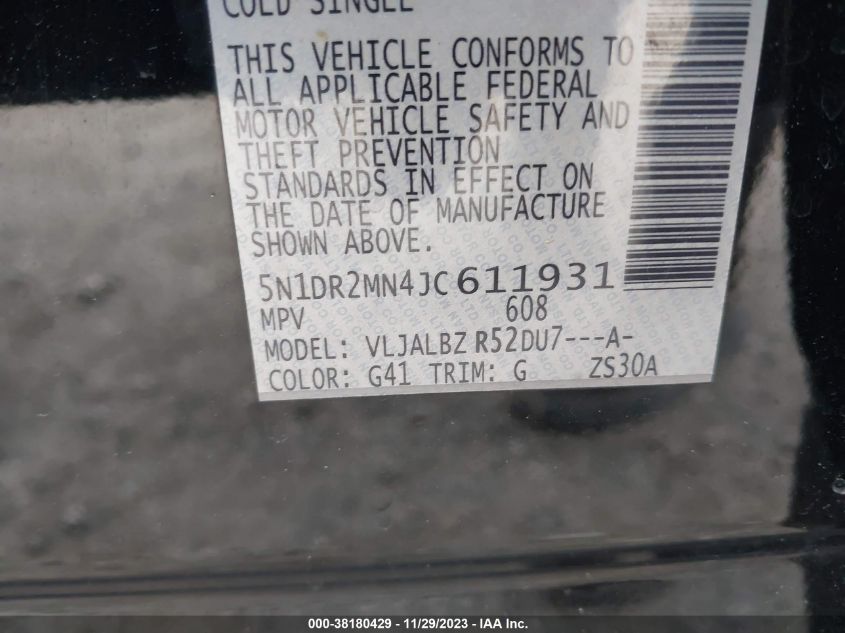 COLD SINGLE
THIS VEHICLE CONFORMS TO
ALL APPLICABLE FEDERAL
MOTOR VEHICLE SAFETY AND
THEFT PREVENTION
STANDARDS IN EFFECT ON
THE DATE OF MANUFACTURE
SHOWN ABOVE.
5N1DR2MN4JC611931
MPV 608
MODEL: VLJALBZ R52DU7---A-
COLOR: G41 TRIM: G ZS30A
000-38180429 - 11/29/2023 - IAA Inc.